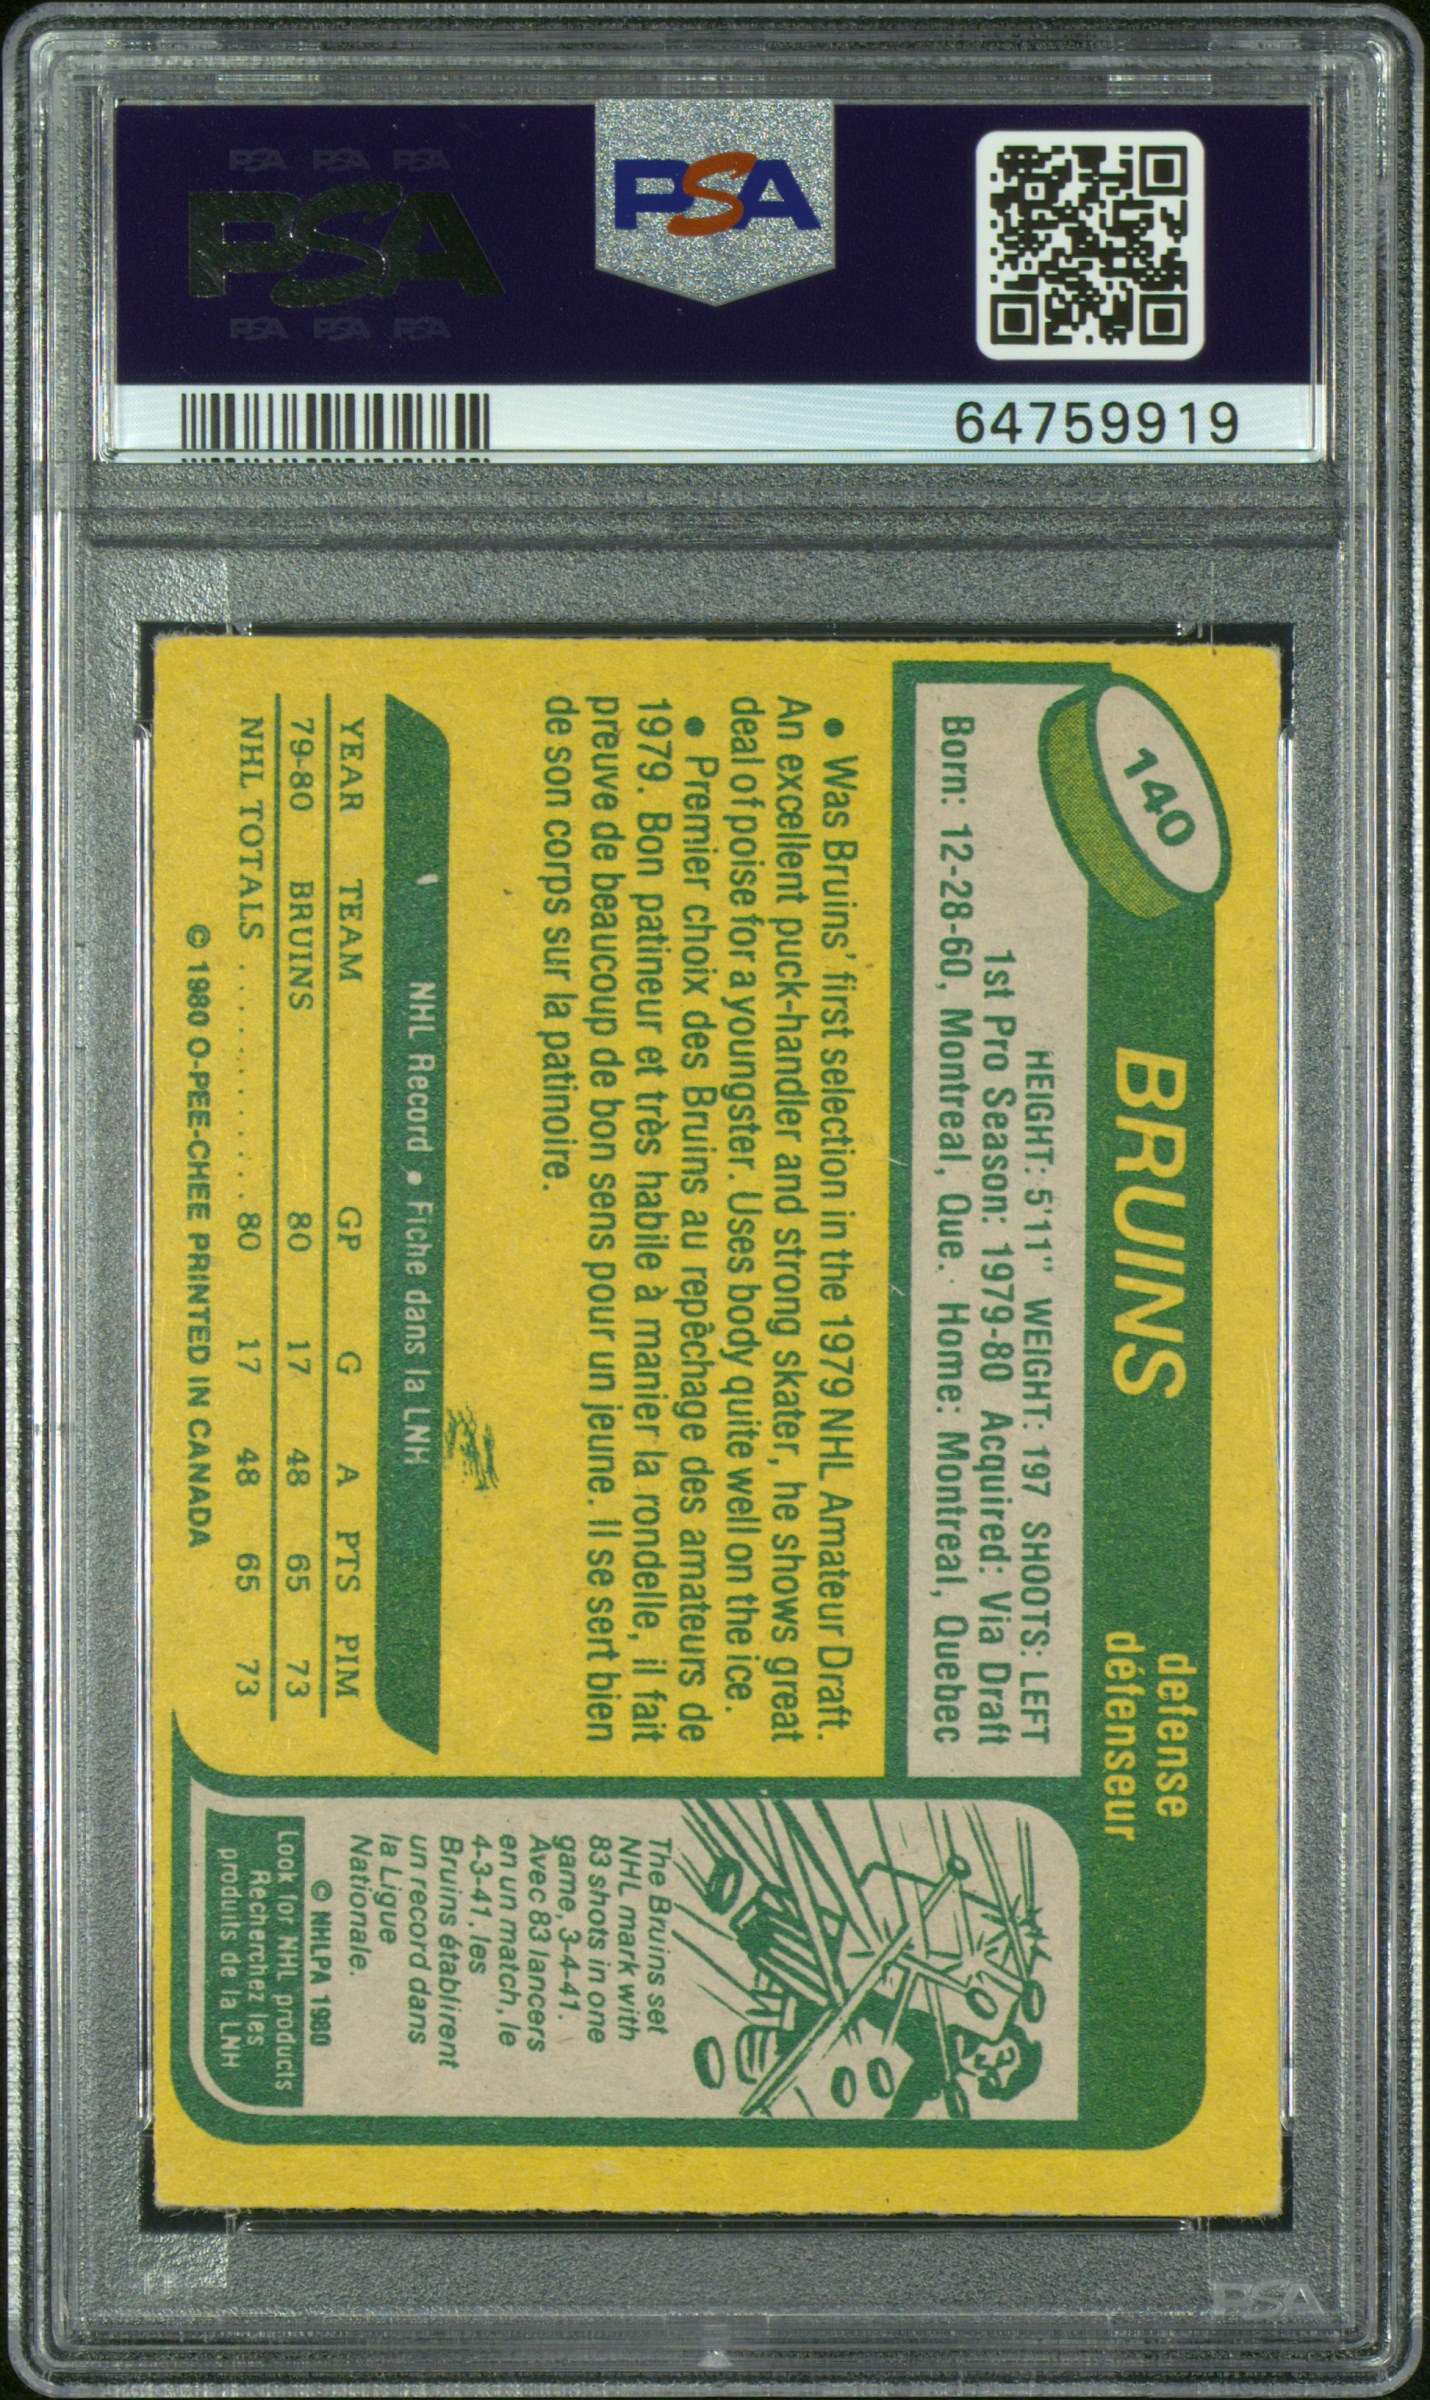 PSA PSA PSA
PSA
PSA PSA PSA
PSA
64759919
140
BRUINS
defense
défenseur
HEIGHT: 5'11" WEIGHT: 197 SHOOTS: LEFT
1st Pro Season: 1979-80 Acquired: Via Draft
Born: 12-28-60, Montreal, Que. Home: Montreal, Quebec
• Was Bruins' first selection in the 1979 NHL Amateur Draft.
An excellent puck-handler and strong skater, he shows great
deal of poise for a youngster. Uses body quite well on the ice.
• Premier choix des Bruins au repêchage des amateurs de
1979. Bon patineur et très habile à manier la rondelle, il fait
preuve de beaucoup de bon sens pour un jeune. Il se sert bien
de son corps sur la patinoire.
NHL Record • Fiche dans la LNH
YEAR TEAM GP G A PTS PIM
79-80 BRUINS 80 17 48 65 73
NHL TOTALS . . . . . . . . . . . 80 17 48 65 73
© 1980 O-PEE-CHEE PRINTED IN CANADA
The Bruins set
NHL mark with
83 shots in one
game, 3-4-41.
Avec 83 lancers
en un match, le
4-3-41, les
Bruins établirent
un record dans
la Ligue
Nationale.
© NHLPA 1980
Look for NHL products
Recherchez les
produits de la LNH
PSA